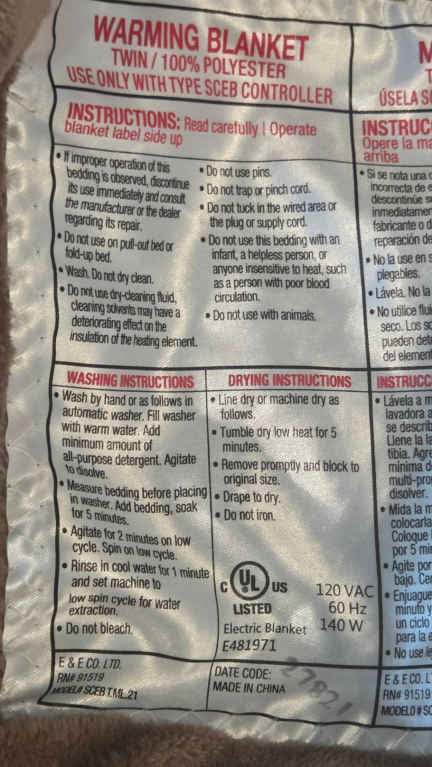 WARMING BLANKET
TWIN / 100% POLYESTER
USE ONLY WITH TYPE SCEB CONTROLLER
INSTRUCTIONS: Read carefully | Operate
blanket label side up
• If improper operation of this
bedding is observed, discontinue
its use immediately and consult
the manufacturer or the dealer
regarding its repair.
• Do not use on pull-out bed or
fold-up bed.
• Wash. Do not dry clean.
• Do not use dry-cleaning fluid,
cleaning solvents may have a
deteriorating effect on the
insulation of the heating element.
• Do not use pins.
• Do not trap or pinch cord.
• Do not tuck in the wired area or
the plug or supply cord.
• Do not use this bedding with an
infant, a helpless person, or
anyone insensitive to heat, such
as a person with poor blood
circulation.
• Do not use with animals.
WASHING INSTRUCTIONS
• Wash by hand or as follows in
automatic washer. Fill washer
with warm water. Add
minimum amount of
all-purpose detergent. Agitate
to disolve.
• Measure bedding before placing
in washer. Add bedding, soak
for 5 minutes.
• Agitate for 2 minutes on low
cycle. Spin on low cycle.
• Rinse in cool water for 1 minute
and set machine to
low spin cycle for water
extraction.
• Do not bleach.
DRYING INSTRUCTIONS
• Line dry or machine dry as
follows.
• Tumble dry low heat for 5
minutes.
• Remove promptly and block to
original size.
• Drape to dry.
• Do not iron.
C UL US
LISTED
Electric Blanket
E481971
120 VAC
60 Hz
140 W
E & E CO. LTD.
RN# 91519
MODEL# SCEB T.ML.21
DATE CODE:
MADE IN CHINA
27821
M
ÚSELA
INSTRUC
Opere la
arriba
• Si se nota una
incorrecta de
descontinúe
inmediatamen
fabricante o
reparación de
• No la use en
plegables.
• Lávela. No la
• No utilice
seco. Los
pueden
del element
INSTRUCC
• Lávela a
lavadora
se describ
Llene la
tibia.
mínima
multi-pro
disolver.
• Mida la
colocarla
Coloque
por 5
• Agite por
bajo.
• Enjuague
minuto y
un ciclo
para la
• No use
E & E CO.
RN# 91519
MODELO#